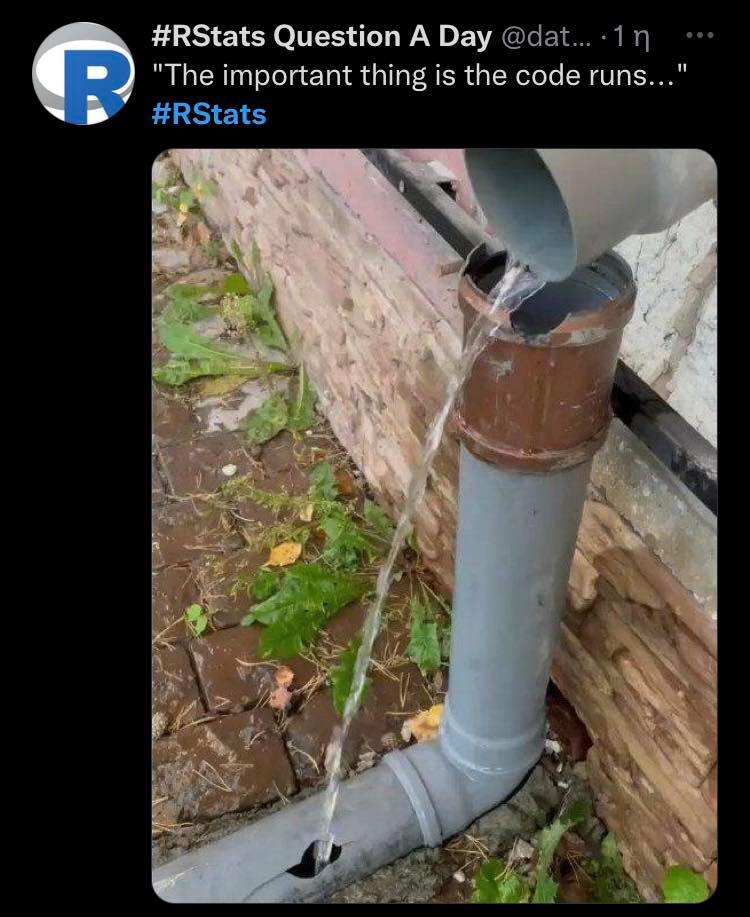 #RStats Question A Day @dat... · 1 η
"The important thing is the code runs..."
#RStats
R